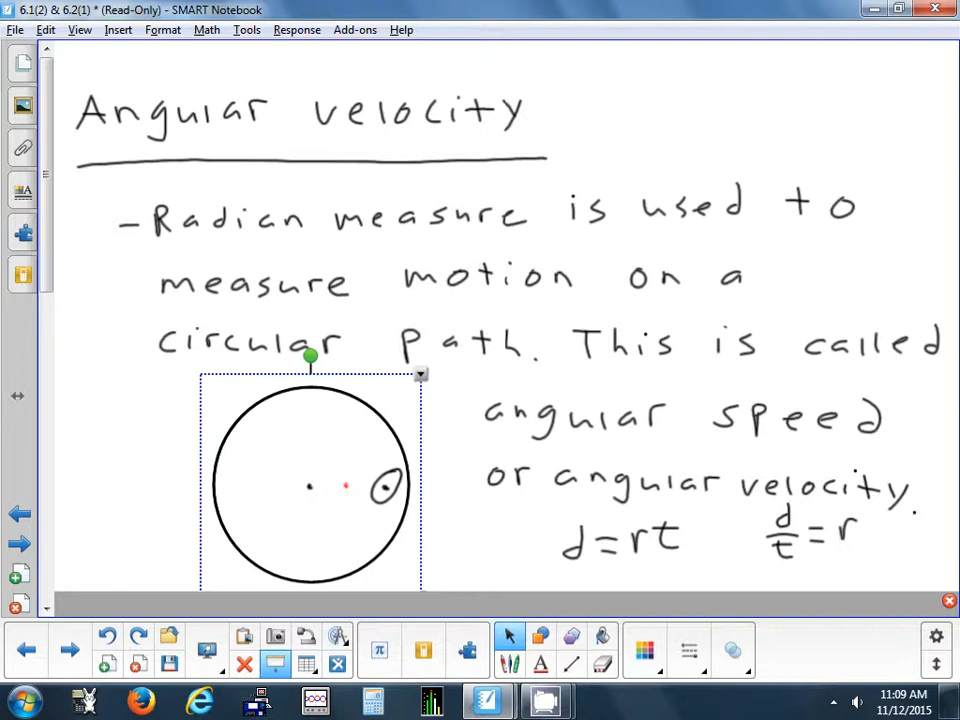 6.1(2) & 6.2(1) * (Read-Only) - SMART Notebook
File Edit View Insert Format Math Tools Response Add-ons Help
Angular velocity
- Radian measure is used to
measure motion on a
circular path. This is called
angular speed
or angular velocity.
d = rt d/t = r
11:09 AM
11/12/2015